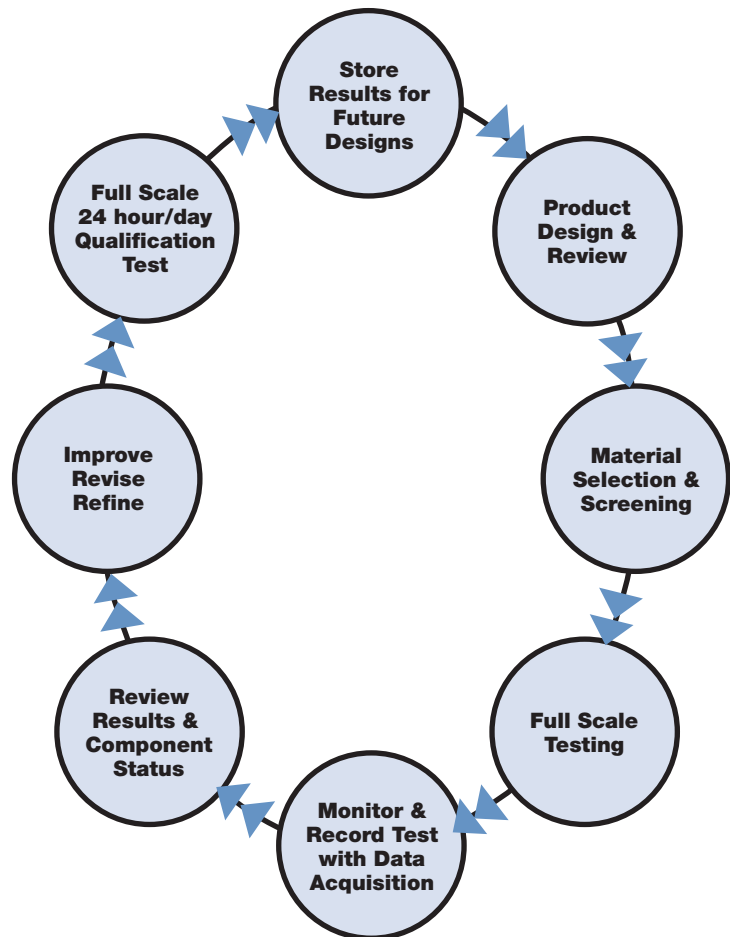 Store
Results for
Future
Designs
Product
Design &
Review
Material
Selection &
Screening
Full Scale
Testing
Monitor &
Record Test
with Data
Acquisition
Review
Results &
Component
Status
Improve
Revise
Refine
Full Scale
24 hour/day
Qualification
Test